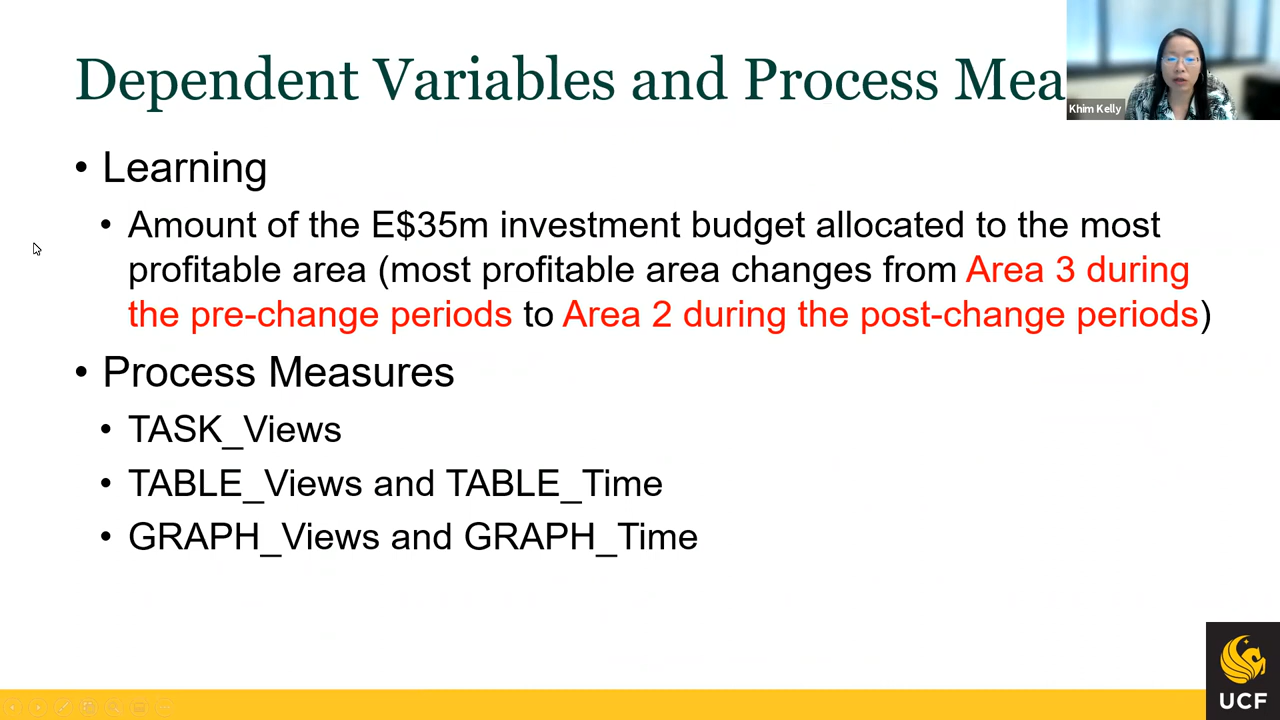 Dependent Variables and Process Mea
Khim Kelly
• Learning
• Amount of the E$35m investment budget allocated to the most
profitable area (most profitable area changes from Area 3 during
the pre-change periods to Area 2 during the post-change periods)
• Process Measures
• TASK_Views
• TABLE_Views and TABLE_Time
• GRAPH_Views and GRAPH_Time
UCF